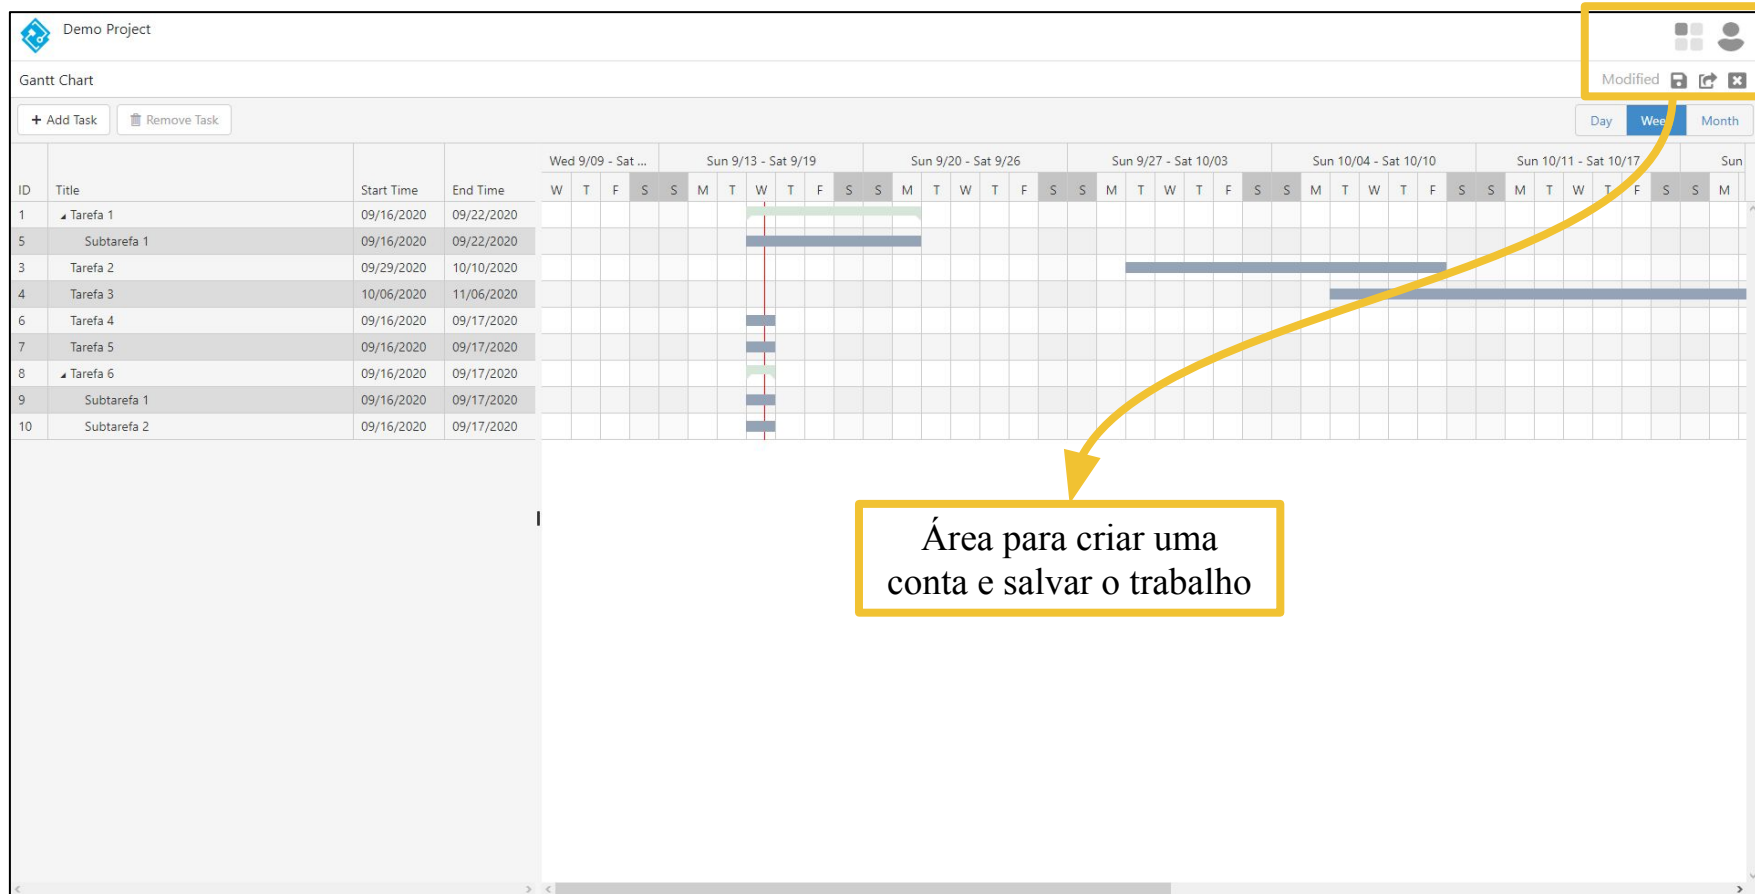 Demo Project
Gantt Chart
Modified
+ Add Task Remove Task
Day Wee Month
Wed 9/09 - Sat ... Sun 9/13 - Sat 9/19 Sun 9/20 - Sat 9/26 Sun 9/27 - Sat 10/03 Sun 10/04 - Sat 10/10 Sun 10/11 - Sat 10/17 Sun
ID Title Start Time End Time W T F S S M T W T F S S M T W T F S S M T W T F S S M T W T F S S M T W T F S S M
1 Tarefa 1 09/16/2020 09/22/2020
5 Subtarefa 1 09/16/2020 09/22/2020
3 Tarefa 2 09/29/2020 10/10/2020
4 Tarefa 3 10/06/2020 11/06/2020
6 Tarefa 4 09/16/2020 09/17/2020
7 Tarefa 5 09/16/2020 09/17/2020
8 Tarefa 6 09/16/2020 09/17/2020
9 Subtarefa 1 09/16/2020 09/17/2020
10 Subtarefa 2 09/16/2020 09/17/2020
Área para criar uma
conta e salvar o trabalho